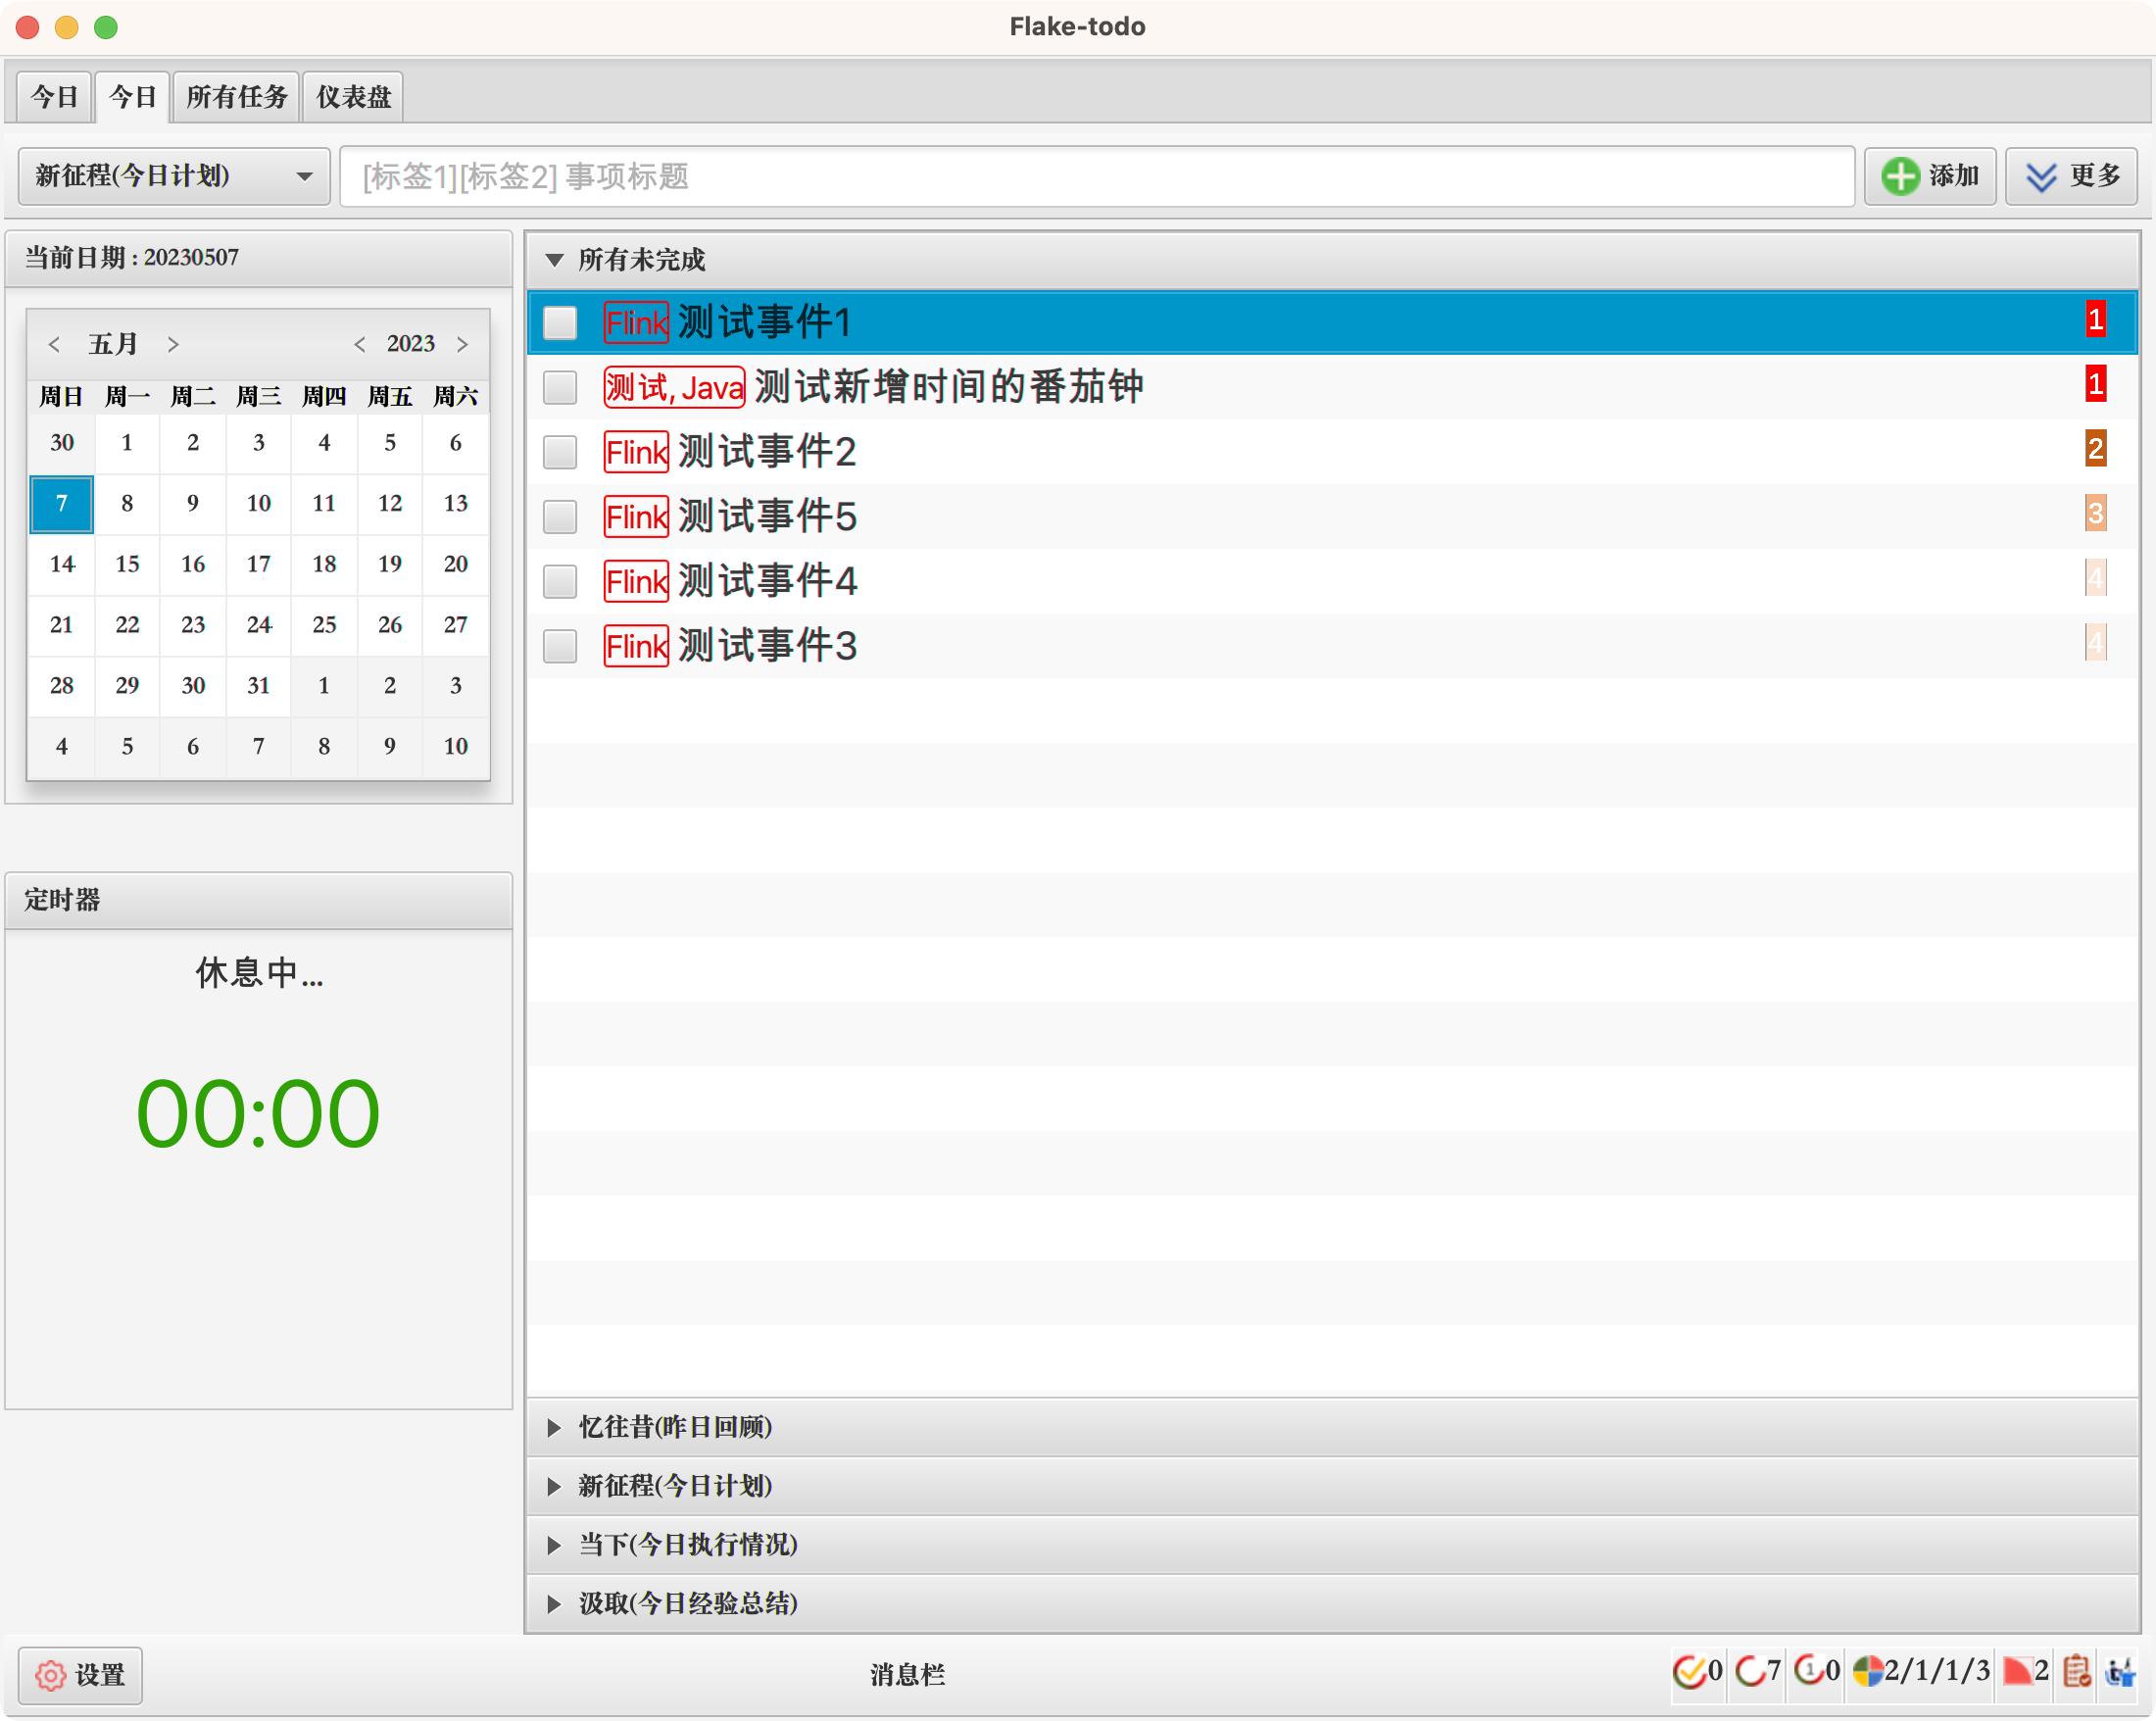 Flake-todo
今日 今日 所有任务 仪表盘
新征程(今日计划) [标签1][标签2] 事项标题 添加 更多
当前日期 : 20230507
< 五月 > < 2023 >
周日 周一 周二 周三 周四 周五 周六
30 1 2 3 4 5 6
7 8 9 10 11 12 13
14 15 16 17 18 19 20
21 22 23 24 25 26 27
28 29 30 31 1 2 3
4 5 6 7 8 9 10
定时器
休息中...
00:00
所有未完成
Flink 测试事件1 1
测试, Java 测试新增时间的番茄钟 1
Flink 测试事件2 2
Flink 测试事件5 3
Flink 测试事件4 4
Flink 测试事件3 4
忆往昔(昨日回顾)
新征程(今日计划)
当下(今日执行情况)
汲取(今日经验总结)
设置 消息栏 0 7 1 0 2/1/1/3 2